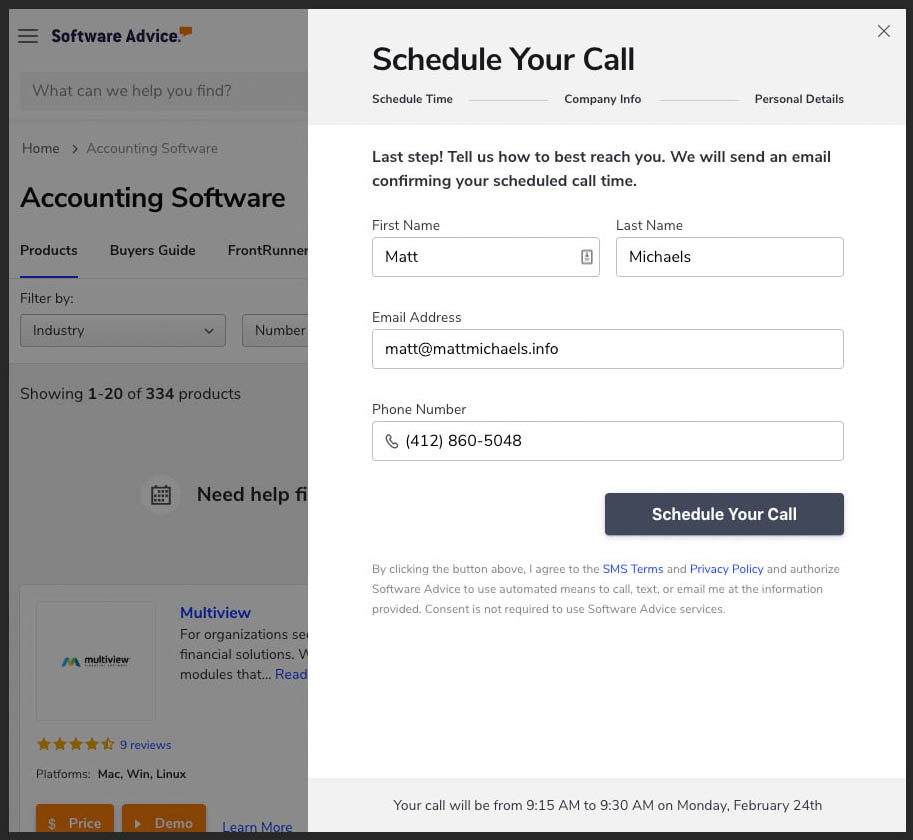 Software Advice.
What can we help you find?
Home > Accounting Software
Accounting Software
Products Buyers Guide FrontRunner
Filter by:
Industry Number
Showing 1-20 of 334 products
Need help fi
multiview
Multiview
For organizations see
financial solutions. W
modules that... Read
9 reviews
Platforms: Mac, Win, Linux
$ Price Demo Learn More
Schedule Your Call
Schedule Time Company Info Personal Details
Last step! Tell us how to best reach you. We will send an email
confirming your scheduled call time.
First Name Last Name
Matt Michaels
Email Address
matt@mattmichaels.info
Phone Number
(412) 860-5048
Schedule Your Call
By clicking the button above, I agree to the SMS Terms and Privacy Policy and authorize
Software Advice to use automated means to call, text, or email me at the information
provided. Consent is not required to use Software Advice services.
Your call will be from 9:15 AM to 9:30 AM on Monday, February 24th